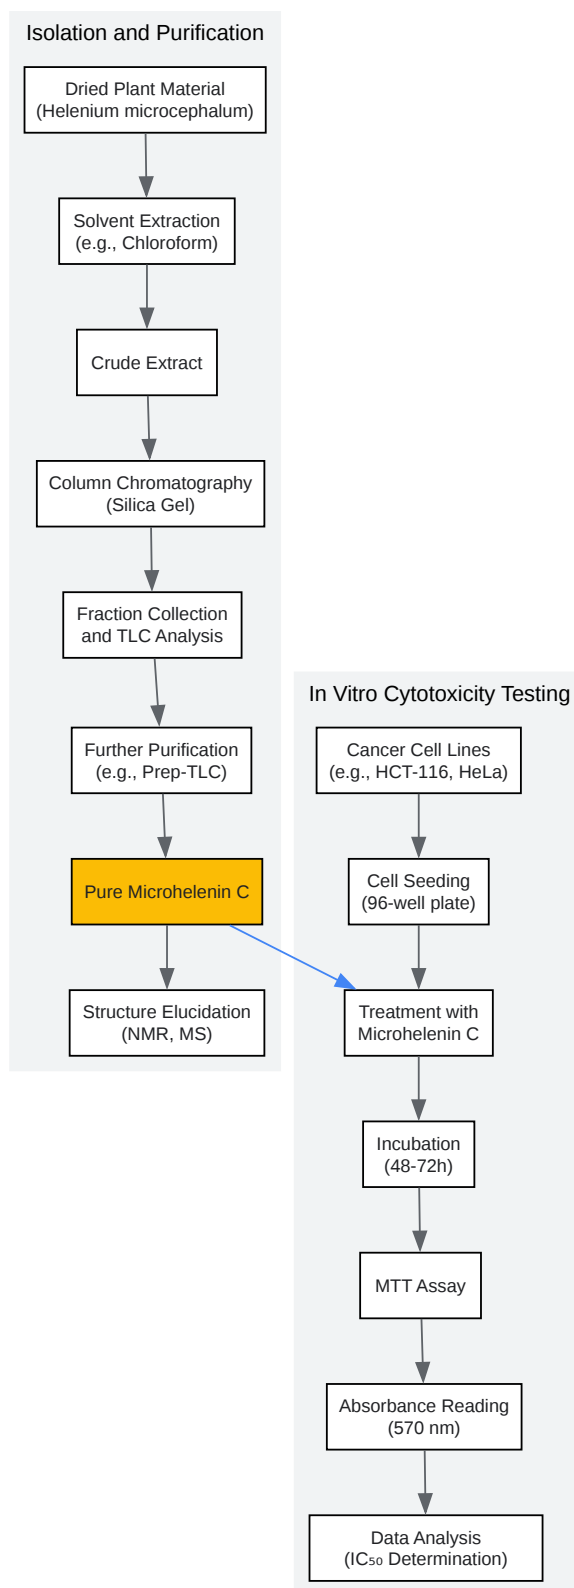 Isolation and Purification
Dried Plant Material
(Helenium microcephalum)
Solvent Extraction
(e.g., Chloroform)
Crude Extract
Column Chromatography
(Silica Gel)
Fraction Collection
and TLC Analysis
Further Purification
(e.g., Prep-TLC)
Pure Microhelenin C
Structure Elucidation
(NMR, MS)
In Vitro Cytotoxicity Testing
Cancer Cell Lines
(e.g., HCT-116, HeLa)
Cell Seeding
(96-well plate)
Treatment with
Microhelenin C
Incubation
(48-72h)
MTT Assay
Absorbance Reading
(570 nm)
Data Analysis
(IC₅₀ Determination)